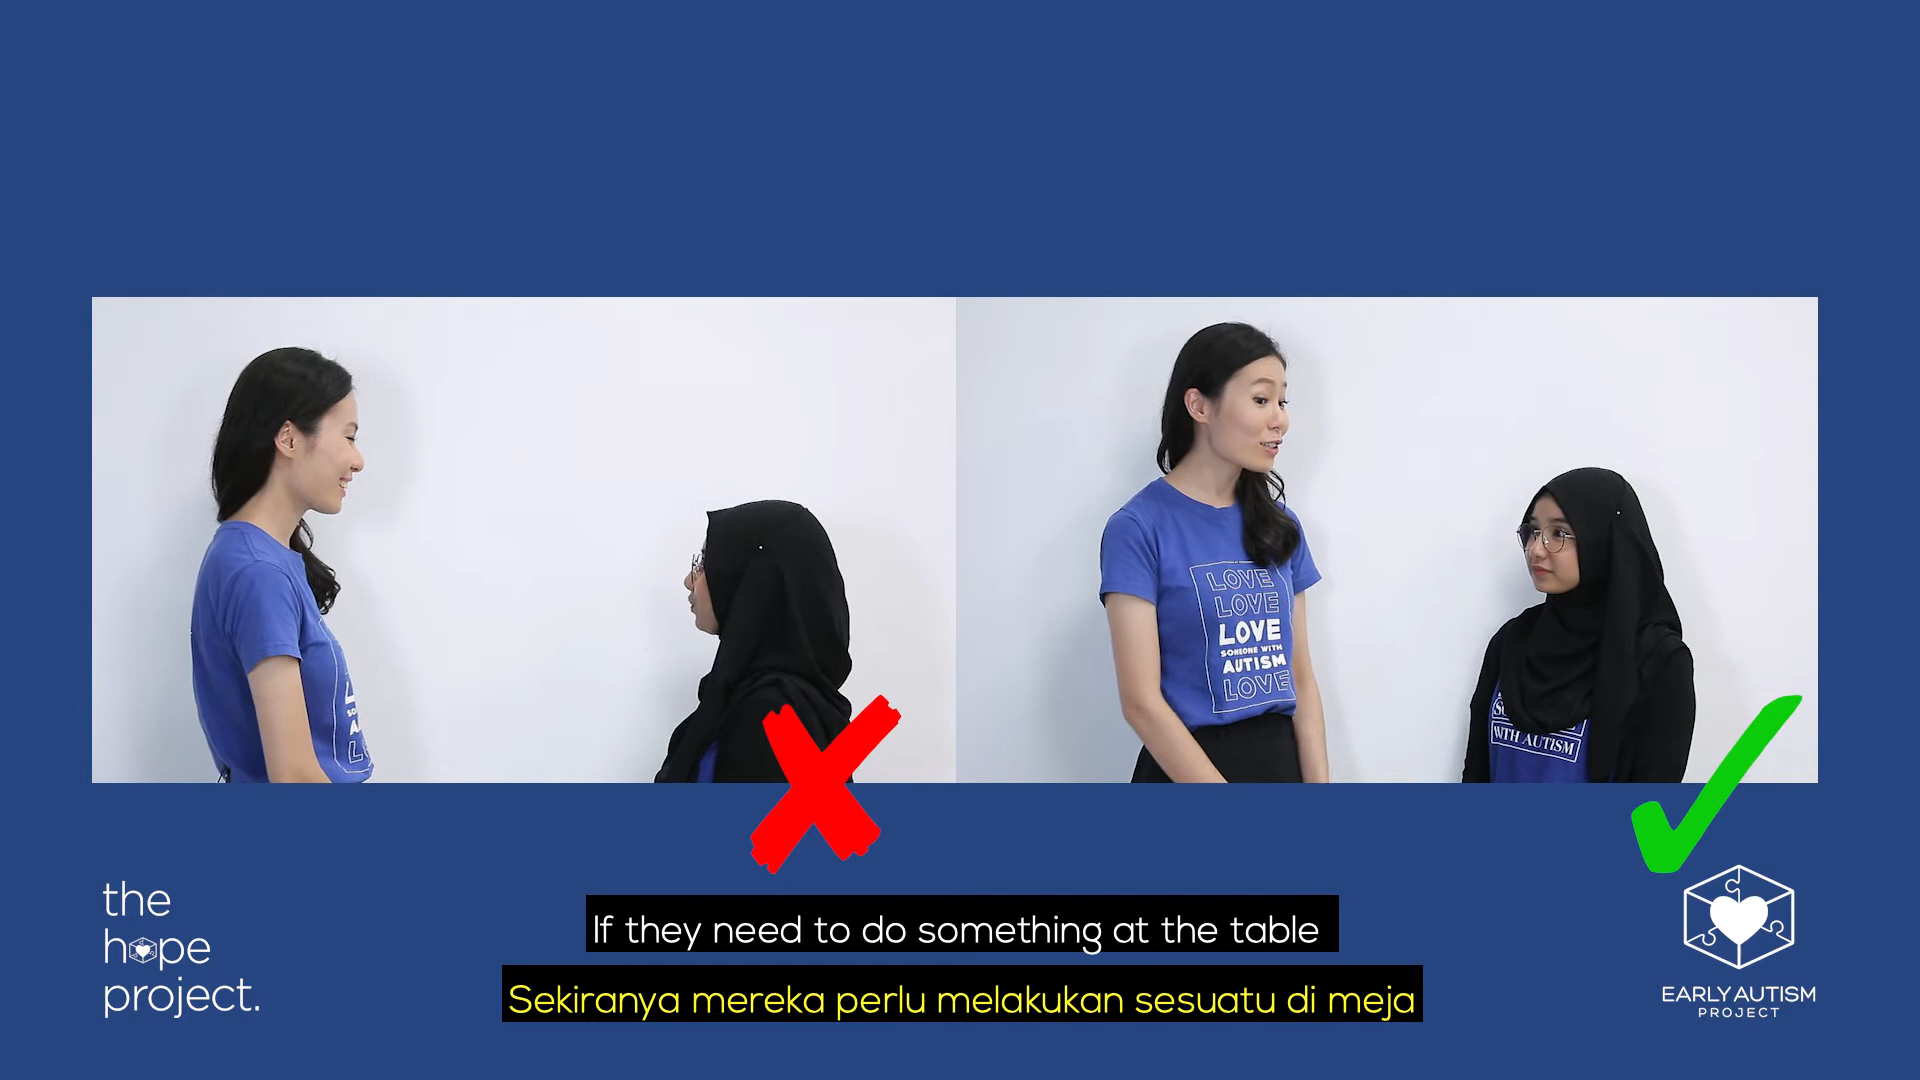 LOVE
LOVE
LOVE
SOMEONE WITH
AUTISM
LOVE
WITH AUTISM
the
hope
project.
If they need to do something at the table
Sekiranya mereka perlu melakukan sesuatu di meja
EARLY AUTISM
PROJECT